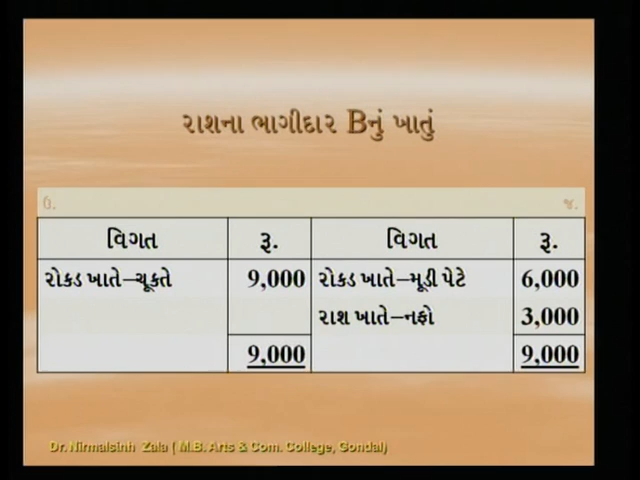 રાશના ભાગીદાર Bનું ખાતું
ઉ. જ.
વિગત રૂ. વિગત રૂ.
રોકડ ખાતે–ચૂકતે 9,000 રોકડ ખાતે–મૂડી પેટે 6,000
રાશ ખાતે–નફો 3,000
9,000 9,000
Dr. Nirmalsinh Zala ( M.B. Arts & Com. College, Gondal)